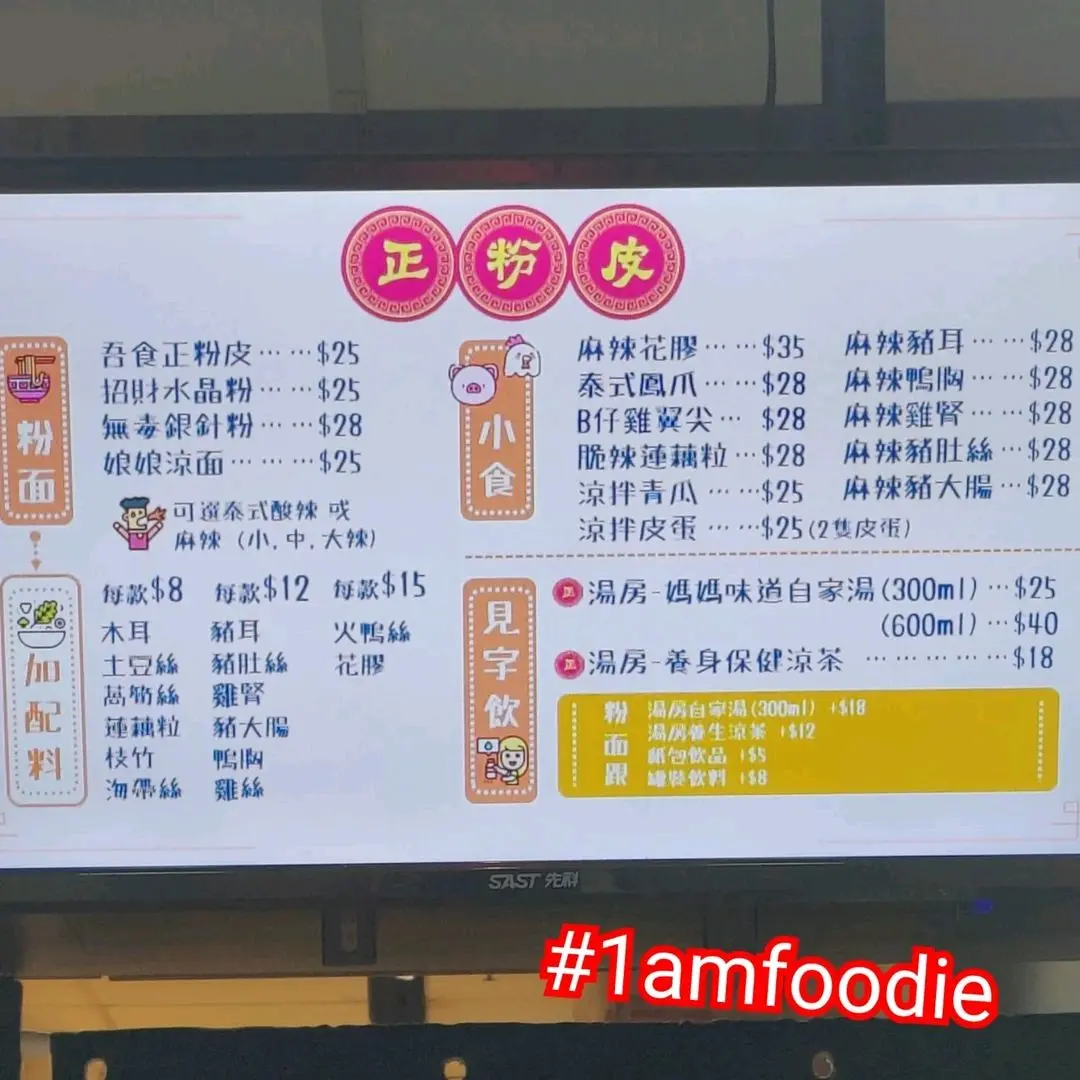 正粉皮
粉面
吾食正粉皮……$25
招財水晶粉……$25
無毒銀針粉……$28
娘娘涼面………$25
可選泰式酸辣 或
麻辣 (小,中,大辣)
加配料
每款$8
木耳
土豆絲
萵筍絲
蓮藕粒
枝竹
海帶絲
每款$12
豬耳
豬肚絲
雞腎
豬大腸
鴨胸
雞絲
每款$15
火鴨絲
花膠
小食
麻辣花膠……$35
泰式鳳爪……$28
B仔雞翼尖… $28
脆辣蓮藕粒…$28
涼拌青瓜……$25
涼拌皮蛋……$25(2隻皮蛋)
麻辣豬耳……$28
麻辣鴨胸……$28
麻辣雞腎……$28
麻辣豬肚絲…$28
麻辣豬大腸…$28
見字飲
正 湯房-媽媽味道自家湯(300ml)…$25
(600ml)…$40
正 湯房-養身保健涼茶 …………$18
粉面跟
湯房自家湯(300ml) +$18
湯房養生涼茶 +$12
紙包飲品 +$5
罐裝飲料 +$8
SAST 先科
#1amfoodie